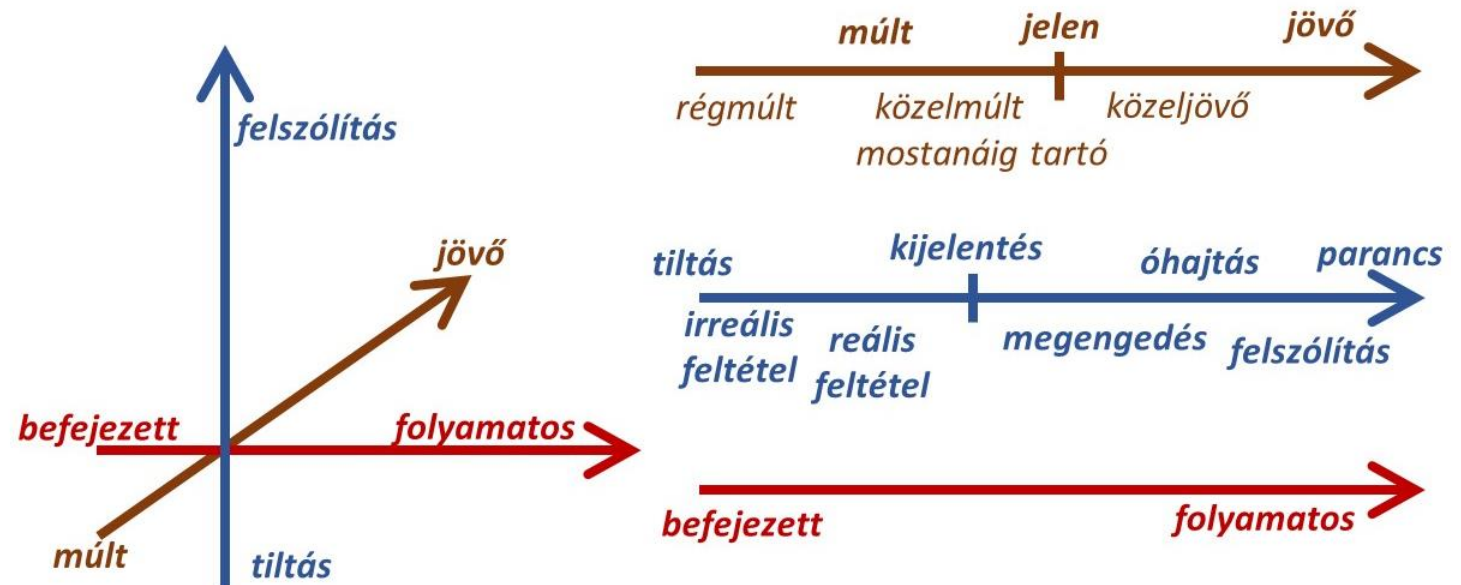 felszólítás
jövő
befejezett
folyamatos
múlt
tiltás
múlt jelen jövő
régmúlt közelmúlt közeljövő
mostanáig tartó
tiltás kijelentés óhajtás parancs
irreális feltétel
reális feltétel
megengedés felszólítás
befejezett folyamatos